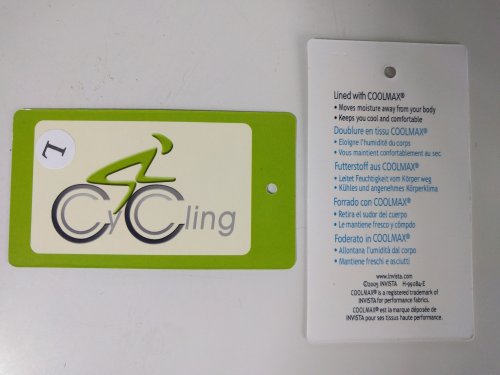 L
CyCling
Lined with COOLMAX®
• Moves moisture away from your body
• Keeps you cool and comfortable
Doublure en tissu COOLMAX®
• Eloigne l'humidité du corps
• Vous maintient confortablement au sec
Futterstoff aus COOLMAX®
• Leitet Feuchtigkeit vom Körper weg
• Kühles und angenehmes Körperklima
Forrado con COOLMAX®
• Retira el sudor del cuerpo
• Le mantiene fresco y cómpdo
Foderato in COOLMAX®
• Allontana l'umidità dal corpo
• Mantiene freschi e asciutti
www.invista.com
©2005 INVISTA H-99084-E
COOLMAX® is a registered trademark of
INVISTA for performance fabrics.
COOLMAX® est la marque déposée de
INVISTA pour ses tissus haute performance.